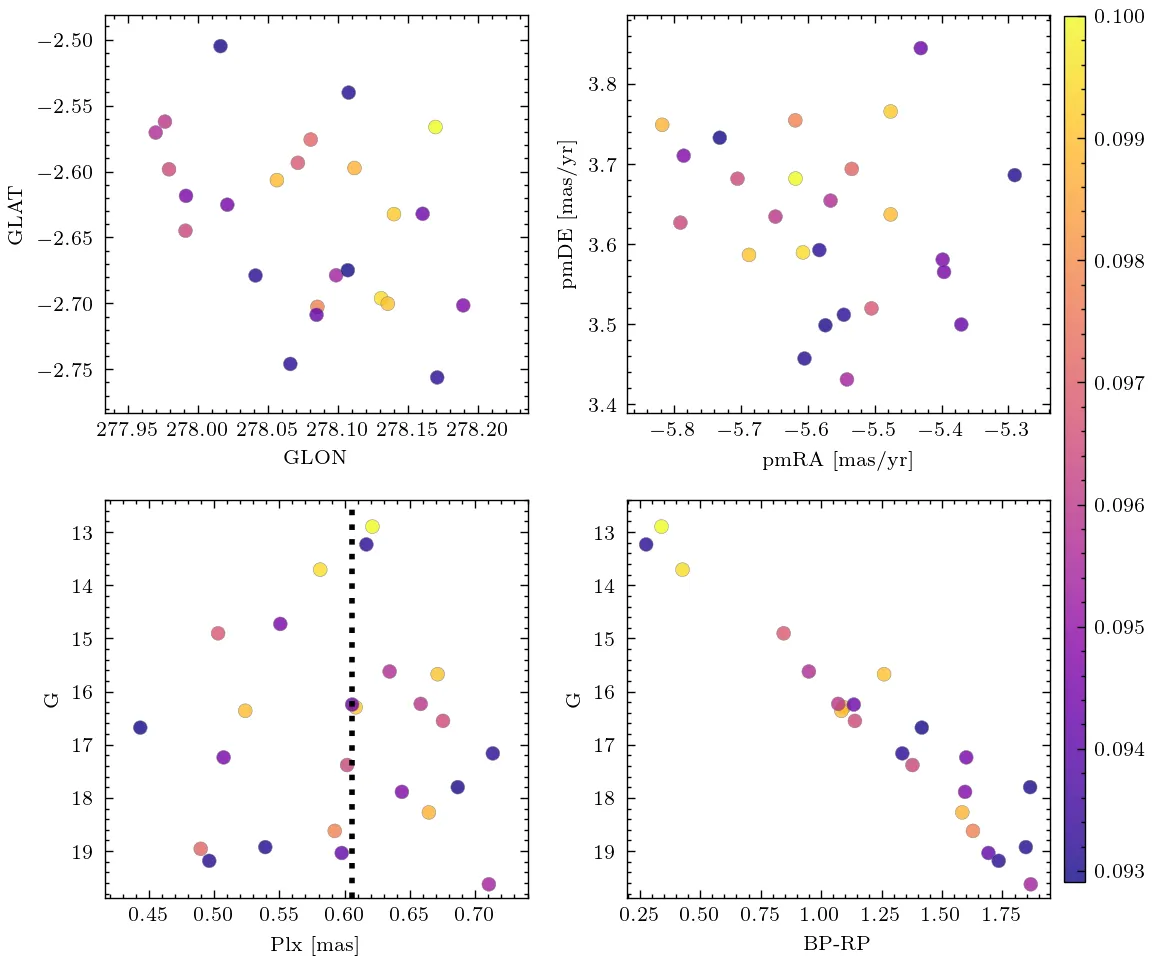 −2.50
−2.55
−2.60
−2.65
−2.70
−2.75
GLAT
277.95 278.00 278.05 278.10 278.15 278.20
GLON
3.8
3.7
3.6
3.5
3.4
pmDE [mas/yr]
−5.8 −5.7 −5.6 −5.5 −5.4 −5.3
pmRA [mas/yr]
0.100
0.099
0.098
0.097
0.096
0.095
0.094
0.093
13
14
15
16
17
18
19
G
0.45 0.50 0.55 0.60 0.65 0.70
Plx [mas]
13
14
15
16
17
18
19
G
0.25 0.50 0.75 1.00 1.25 1.50 1.75
BP-RP